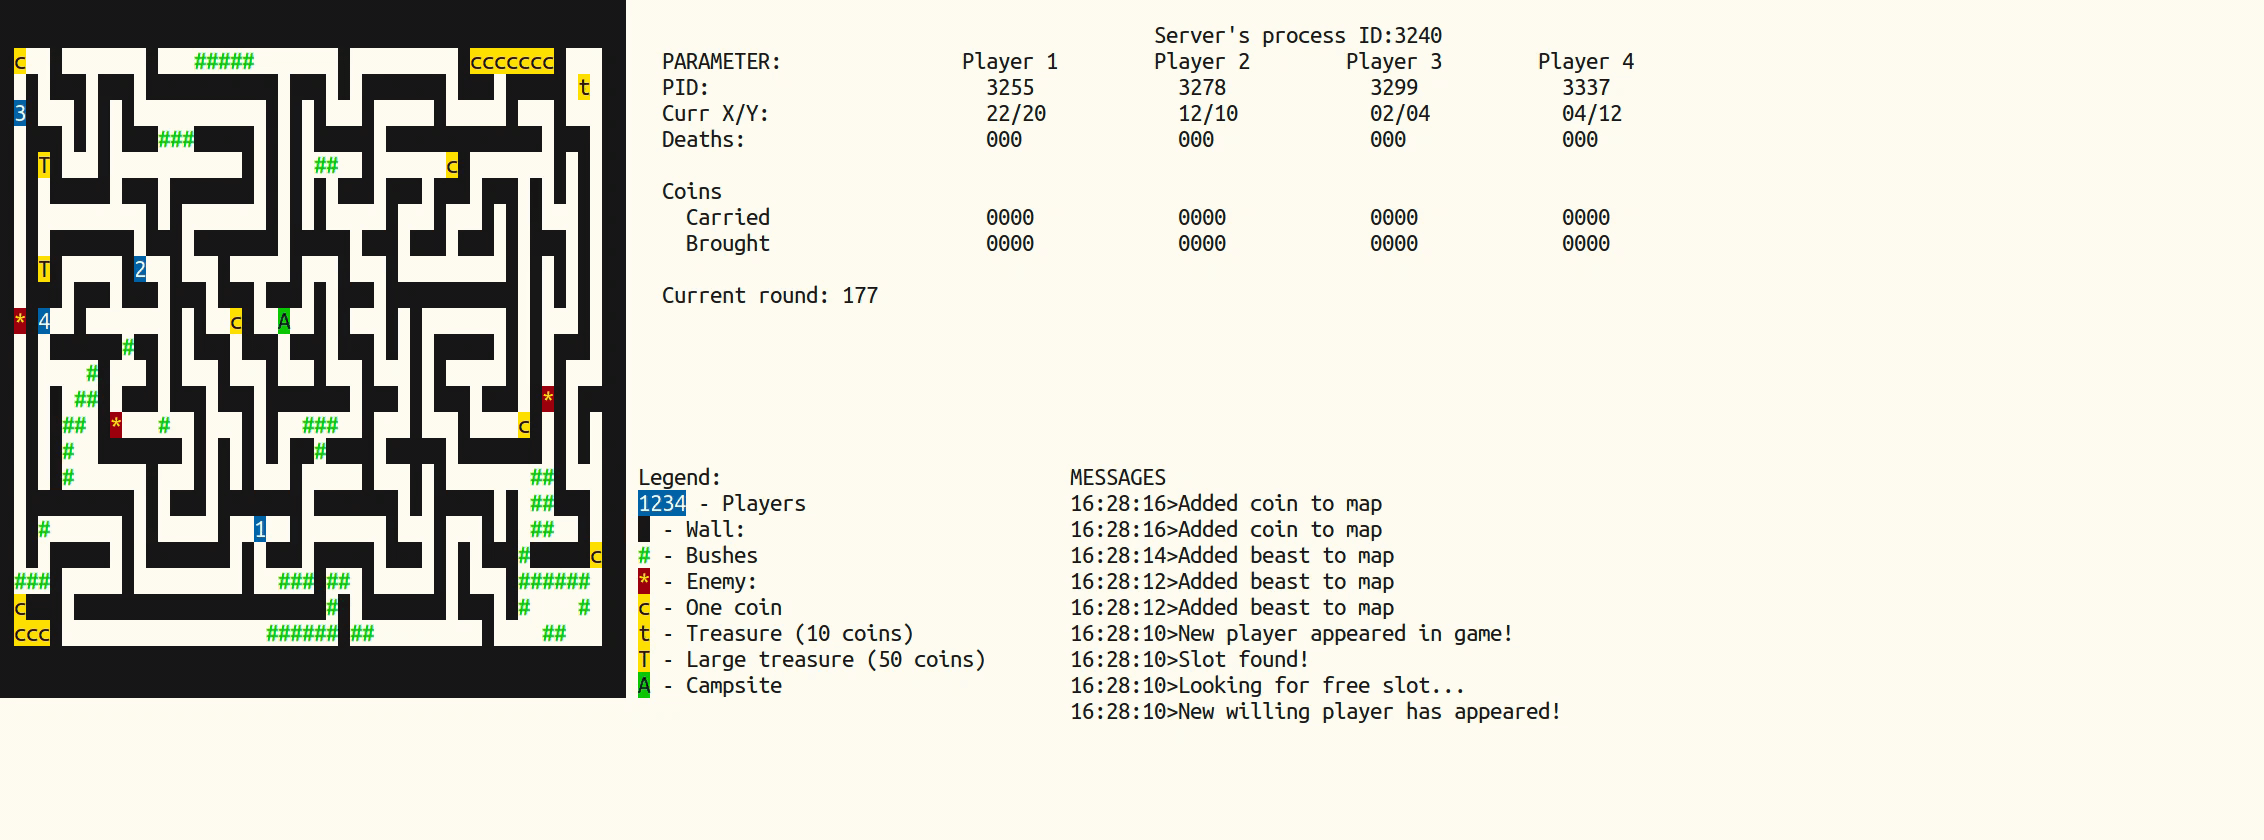 Server's process ID:3240
c ##### ccccccc PARAMETER: Player 1 Player 2 Player 3 Player 4
t PID: 3255 3278 3299 3337
3 Curr X/Y: 22/20 12/10 02/04 04/12
### Deaths: 000 000 000 000
T ## c
Coins
Carried 0000 0000 0000 0000
Brought 0000 0000 0000 0000
T 2
Current round: 177
* 4 c A
#
#
## *
## * # ### c
# #
# ## Legend: MESSAGES
## 1234 - Players 16:28:16>Added coin to map
# 1 ## - Wall: 16:28:16>Added coin to map
# c # - Bushes 16:28:14>Added beast to map
### ### ## ###### * - Enemy: 16:28:12>Added beast to map
c # # # c - One coin 16:28:12>Added beast to map
ccc ###### ## ## t - Treasure (10 coins) 16:28:10>New player appeared in game!
T - Large treasure (50 coins) 16:28:10>Slot found!
A - Campsite 16:28:10>Looking for free slot...
16:28:10>New willing player has appeared!